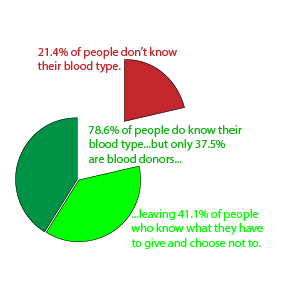 21.4% of people don't know
their blood type.
78.6% of people do know their
blood type...but only 37.5%
are blood donors...
...leaving 41.1% of people
who know what they have
to give and choose not to.